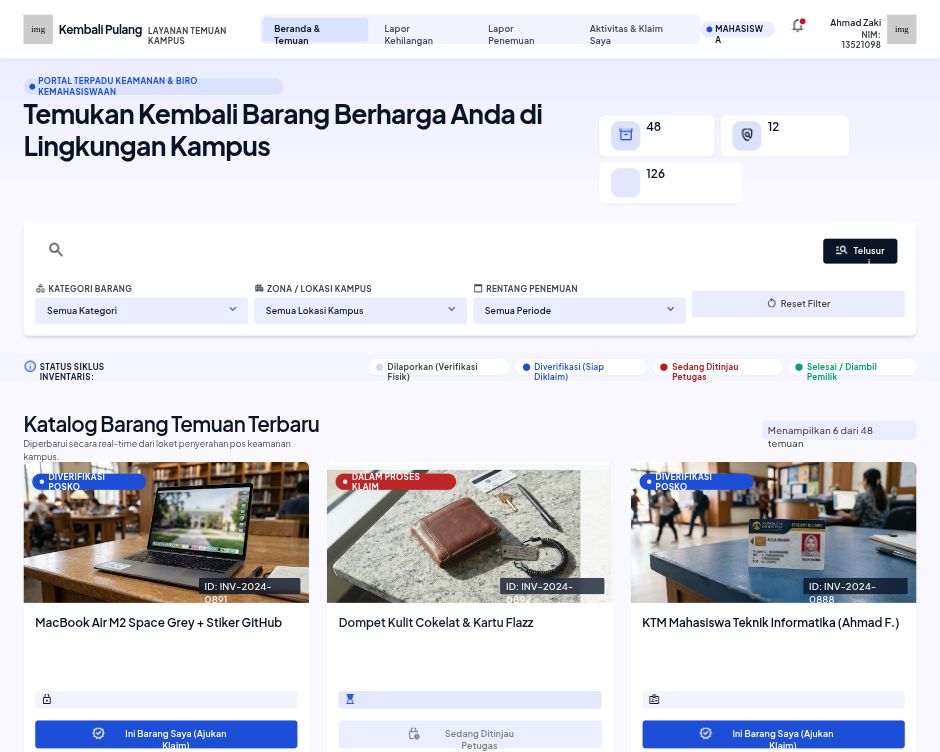 img
Kembali Pulang
LAYANAN TEMUAN
KAMPUS
Beranda &
Temuan
Lapor
Kehilangan
Lapor
Penemuan
Aktivitas & Klaim
Saya
MAHASISW
A
Ahmad Zaki
NIM:
13521098
img
PORTAL TERPADU KEAMANAN & BIRO
KEMAHASISWAAN
Temukan Kembali Barang Berharga Anda di
Lingkungan Kampus
48
12
126
Telusur
i
KATEGORI BARANG
ZONA / LOKASI KAMPUS
RENTANG PENEMUAN
Semua Kategori
Semua Lokasi Kampus
Semua Periode
Reset Filter
STATUS SIKLUS
INVENTARIS:
Dilaporkan (Verifikasi
Fisik)
Diverifikasi (Siap
Diklaim)
Sedang Ditinjau
Petugas
Selesai / Diambil
Pemilik
Katalog Barang Temuan Terbaru
Diperbarui secara real-time dari loket penyerahan pos keamanan
kampus.
Menampilkan 6 dari 48
temuan
DIVERIFIKASI
POSKO
ID: INV-2024-
0891
MacBook Air M2 Space Grey + Stiker GitHub
Ini Barang Saya (Ajukan
Klaim)
DALAM PROSES
KLAIM
ID: INV-2024-
0892
Dompet Kulit Cokelat & Kartu Flazz
Sedang Ditinjau
Petugas
DIVERIFIKASI
POSKO
STUDENT ID CARD
ID: INV-2024-
0888
KTM Mahasiswa Teknik Informatika (Ahmad F.)
Ini Barang Saya (Ajukan
Klaim)